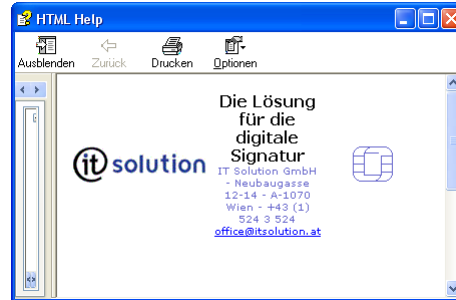 HTML Help
Ausblenden Zurück Drucken Optionen
Die Lösung
für die
digitale
Signatur
it solution
IT Solution GmbH
- Neubaugasse
12-14 - A-1070
Wien - +43 (1)
524 3 524
office@itsolution.at